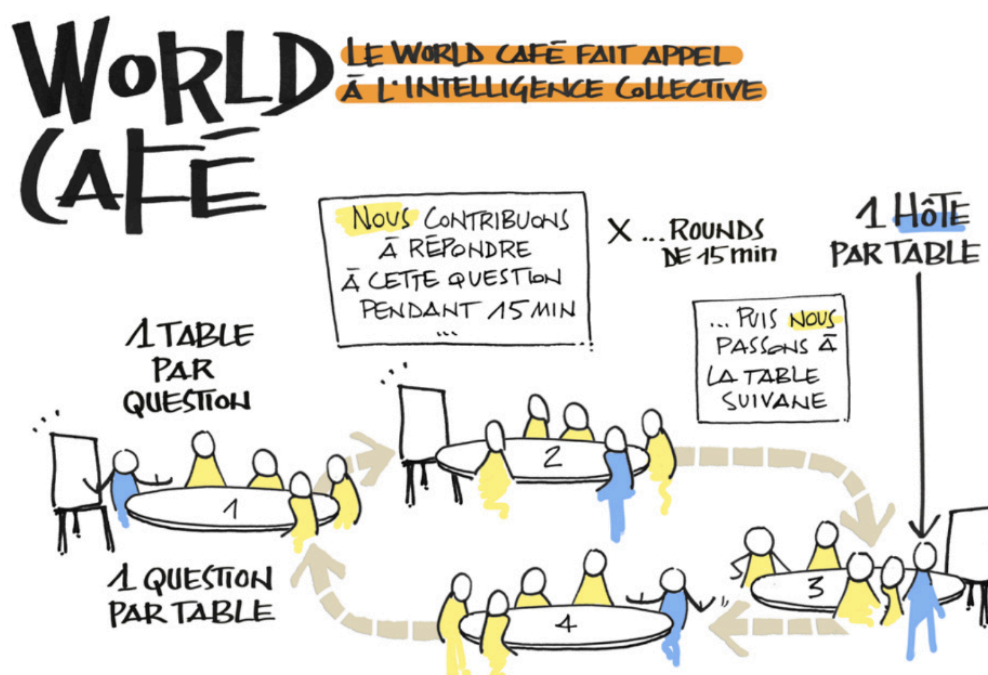 WORLD
CAFÉ
LE WORLD CAFÉ FAIT APPEL
À L'INTELLIGENCE COLLECTIVE
NOUS CONTRIBUONS
À RÉPONDRE
À CETTE QUESTION
PENDANT 15 MIN
...
X ... ROUNDS
DE 15 min
1 HÔTE
PAR TABLE
... PUIS NOUS
PASSONS À
LA TABLE
SUIVANE
1 TABLE
PAR
QUESTION
1
2
3
4
1 QUESTION
PAR TABLE